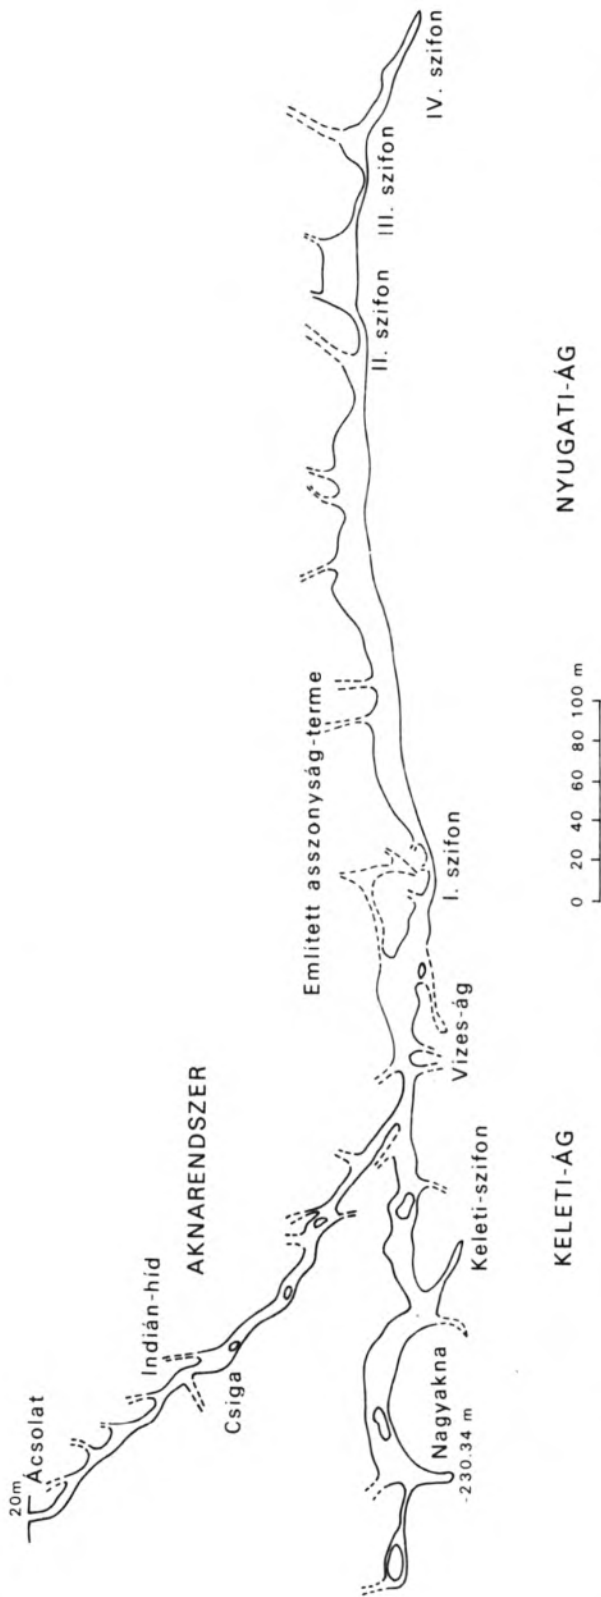 20m
Ácsolat
Indián-híd
Csiga
AKNARENDSZER
Nagyakna
-230.34 m
Keleti-szifon
KELETI-ÁG
Vizes-ág
Említett asszonyság-terme
I. szifon
0 20 40 60 80 100 m
NYUGATI-ÁG
II. szifon
III. szifon
IV. szifon